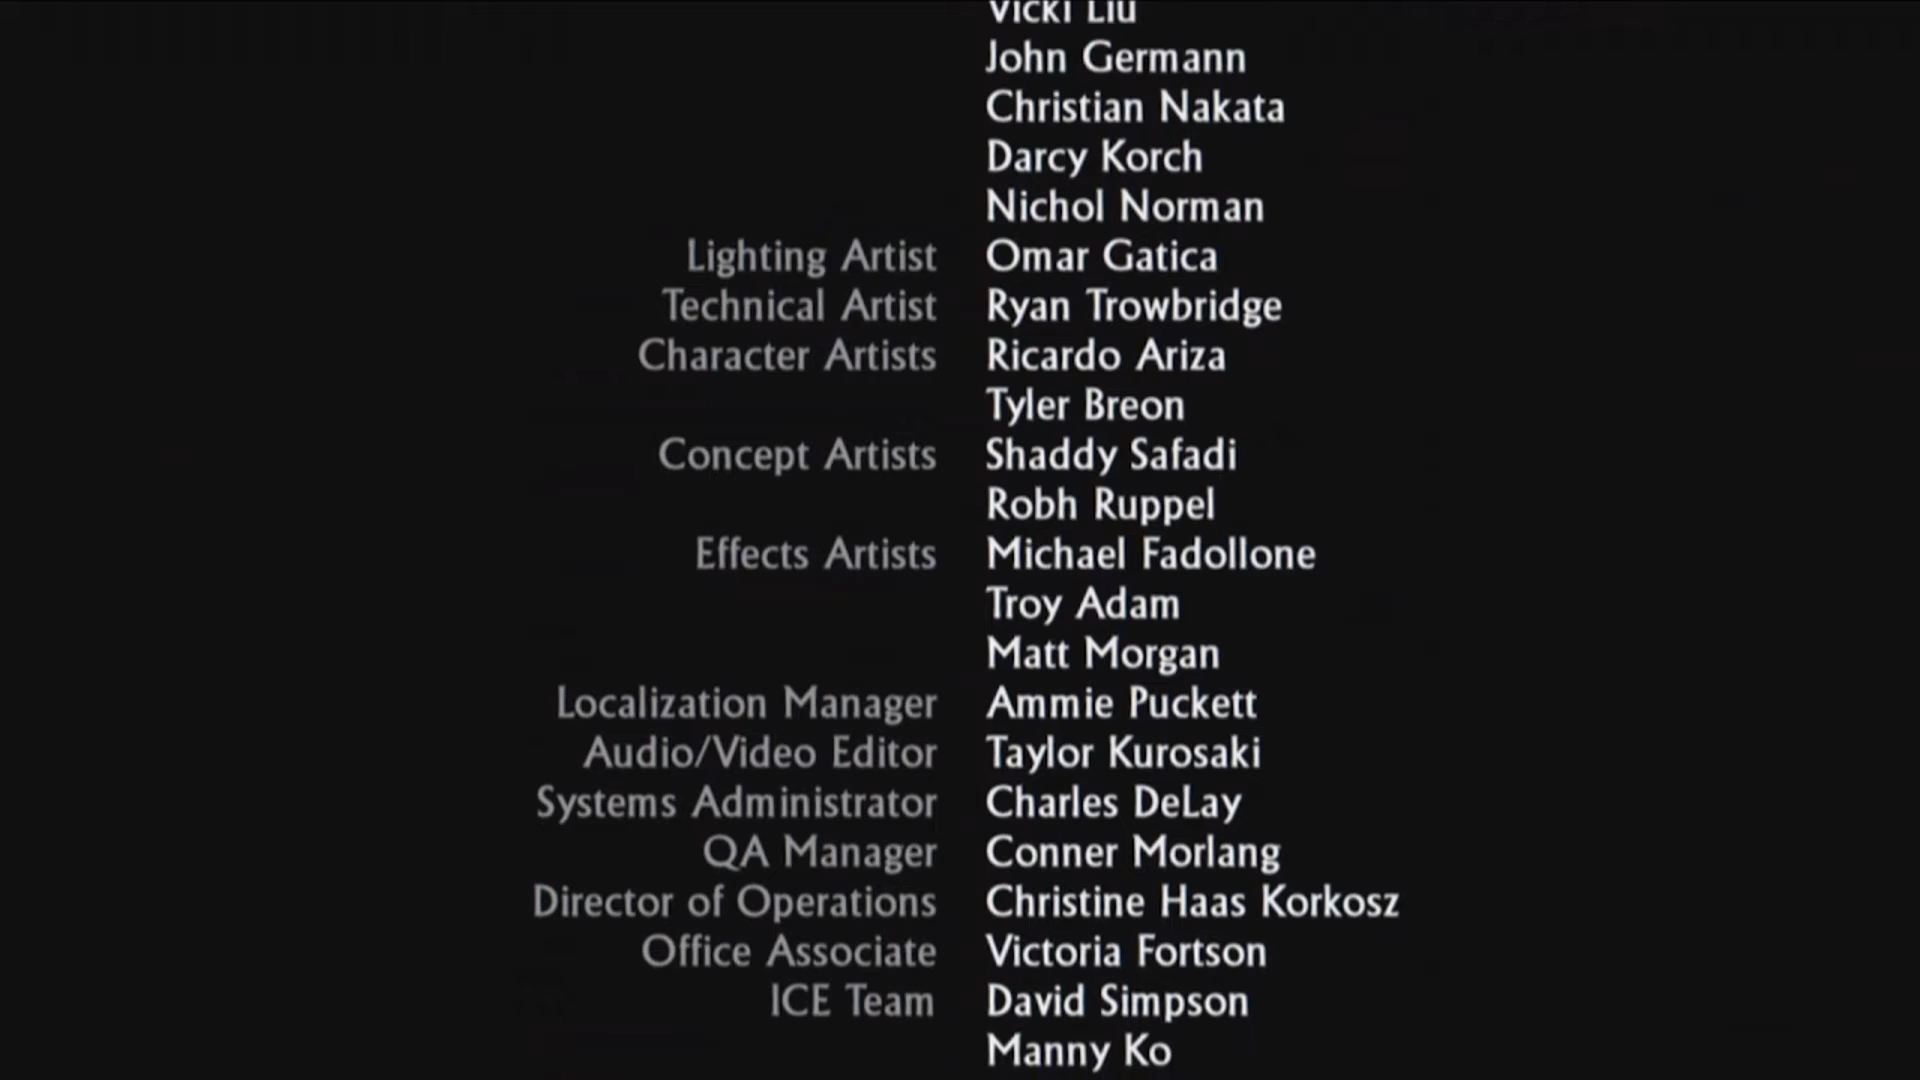 Vicki Liu
John Germann
Christian Nakata
Darcy Korch
Nichol Norman
Lighting Artist Omar Gatica
Technical Artist Ryan Trowbridge
Character Artists Ricardo Ariza
Tyler Breon
Concept Artists Shaddy Safadi
Robh Ruppel
Effects Artists Michael Fadollone
Troy Adam
Matt Morgan
Localization Manager Ammie Puckett
Audio/Video Editor Taylor Kurosaki
Systems Administrator Charles DeLay
QA Manager Conner Morlang
Director of Operations Christine Haas Korkosz
Office Associate Victoria Fortson
ICE Team David Simpson
Manny Ko